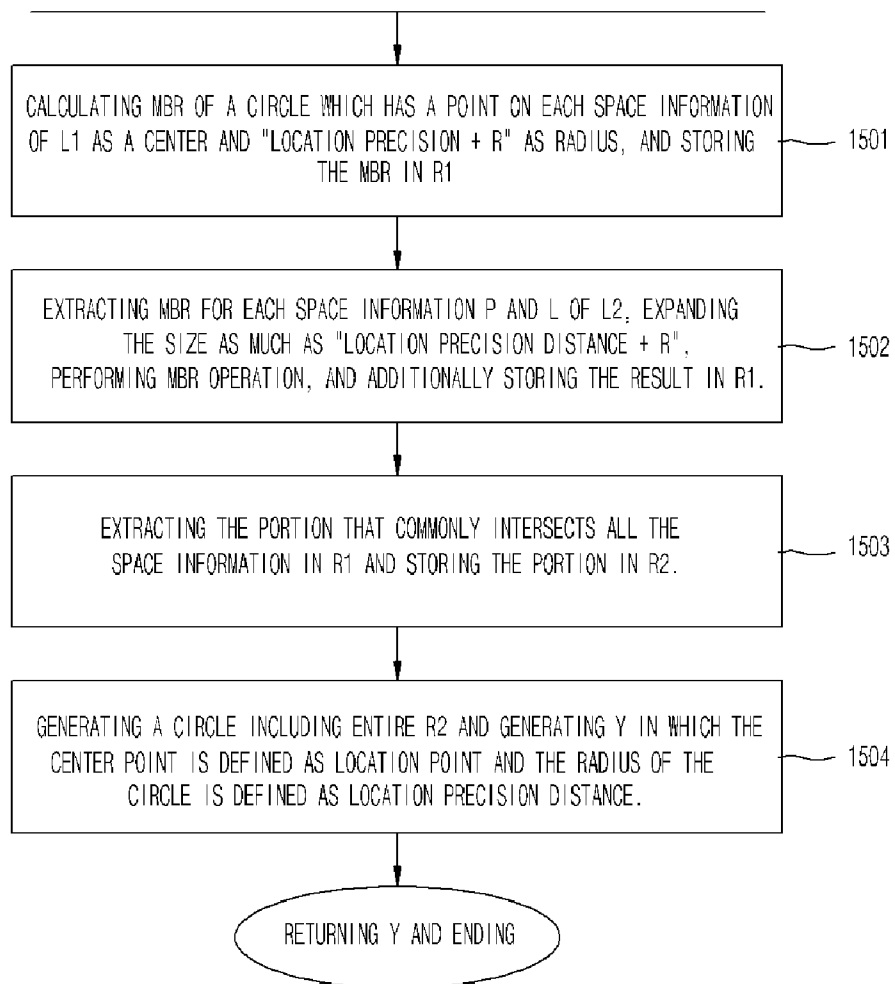 CALCULATING MBR OF A CIRCLE WHICH HAS A POINT ON EACH SPACE INFORMATION
OF L1 AS A CENTER AND "LOCATION PRECISION + R" AS RADIUS, AND STORING
THE MBR IN R1
1501
EXTRACTING MBR FOR EACH SPACE INFORMATION P AND L OF L2, EXPANDING
THE SIZE AS MUCH AS "LOCATION PRECISION DISTANCE + R",
PERFORMING MBR OPERATION, AND ADDITIONALLY STORING THE RESULT IN R1.
1502
EXTRACTING THE PORTION THAT COMMONLY INTERSECTS ALL THE
SPACE INFORMATION IN R1 AND STORING THE PORTION IN R2.
1503
GENERATING A CIRCLE INCLUDING ENTIRE R2 AND GENERATING Y IN WHICH THE
CENTER POINT IS DEFINED AS LOCATION POINT AND THE RADIUS OF THE
CIRCLE IS DEFINED AS LOCATION PRECISION DISTANCE.
1504
RETURNING Y AND ENDING